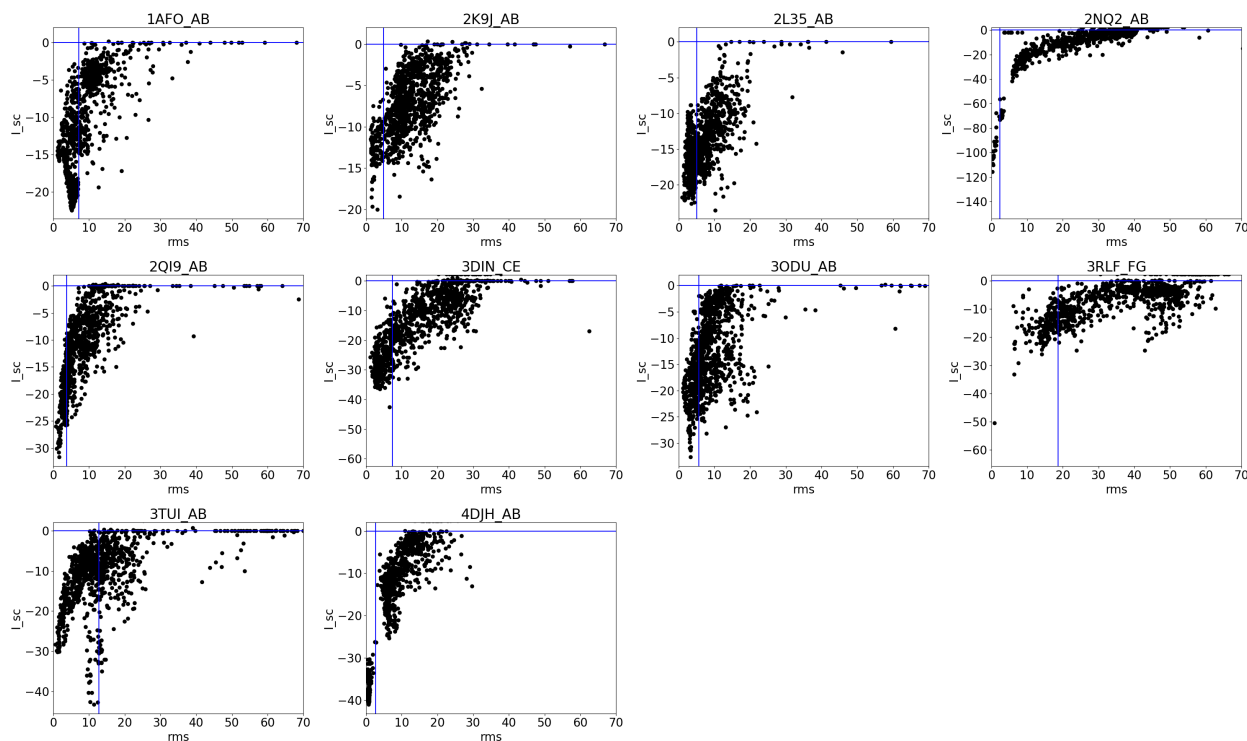 1AFO_AB
0
−5
−10
−15
−20
I_sc
0 10 20 30 40 50 60 70
rms
2K9J_AB
0
−5
−10
−15
−20
I_sc
0 10 20 30 40 50 60 70
rms
2L35_AB
0
−5
−10
−15
−20
I_sc
0 10 20 30 40 50 60 70
rms
2NQ2_AB
0
−20
−40
−60
−80
−100
−120
−140
I_sc
0 10 20 30 40 50 60 70
rms
2QI9_AB
0
−5
−10
−15
−20
−25
−30
I_sc
0 10 20 30 40 50 60 70
rms
3DIN_CE
0
−10
−20
−30
−40
−50
−60
I_sc
0 10 20 30 40 50 60 70
rms
3ODU_AB
0
−5
−10
−15
−20
−25
−30
I_sc
0 10 20 30 40 50 60 70
rms
3RLF_FG
0
−10
−20
−30
−40
−50
−60
I_sc
0 10 20 30 40 50 60 70
rms
3TUI_AB
0
−10
−20
−30
−40
I_sc
0 10 20 30 40 50 60 70
rms
4DJH_AB
0
−10
−20
−30
−40
I_sc
0 10 20 30 40 50 60 70
rms